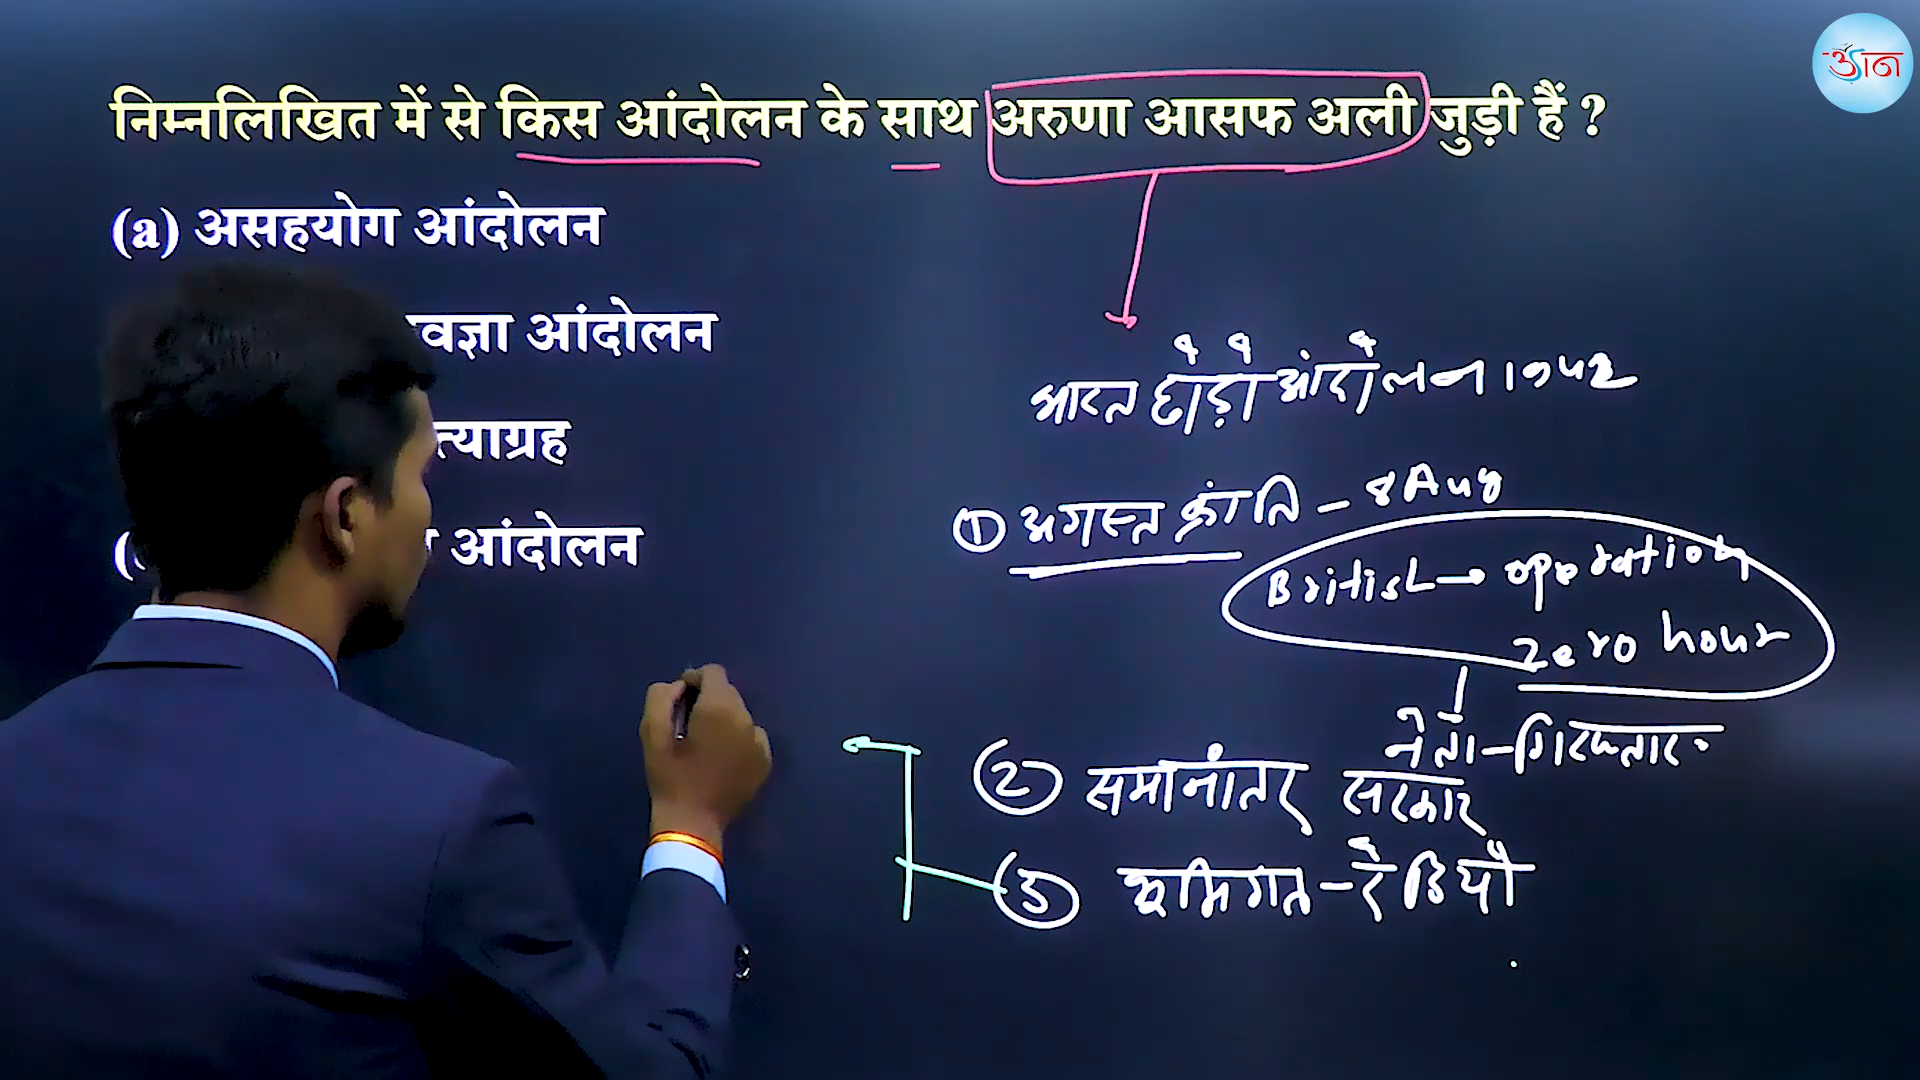 निम्नलिखित में से किस आंदोलन के साथ अरुणा आसफ अली जुड़ी हैं ?
(a) असहयोग आंदोलन
वज्ञा आंदोलन
त्याग्रह
आंदोलन
भारत छोड़ो आंदोलन 1942
① अगस्त क्रांति – 8 Aug
British → operation
zero hour
नेता – गिरफ्तार
② समानांतर सरकार
③ भूमिगत – रेडियो